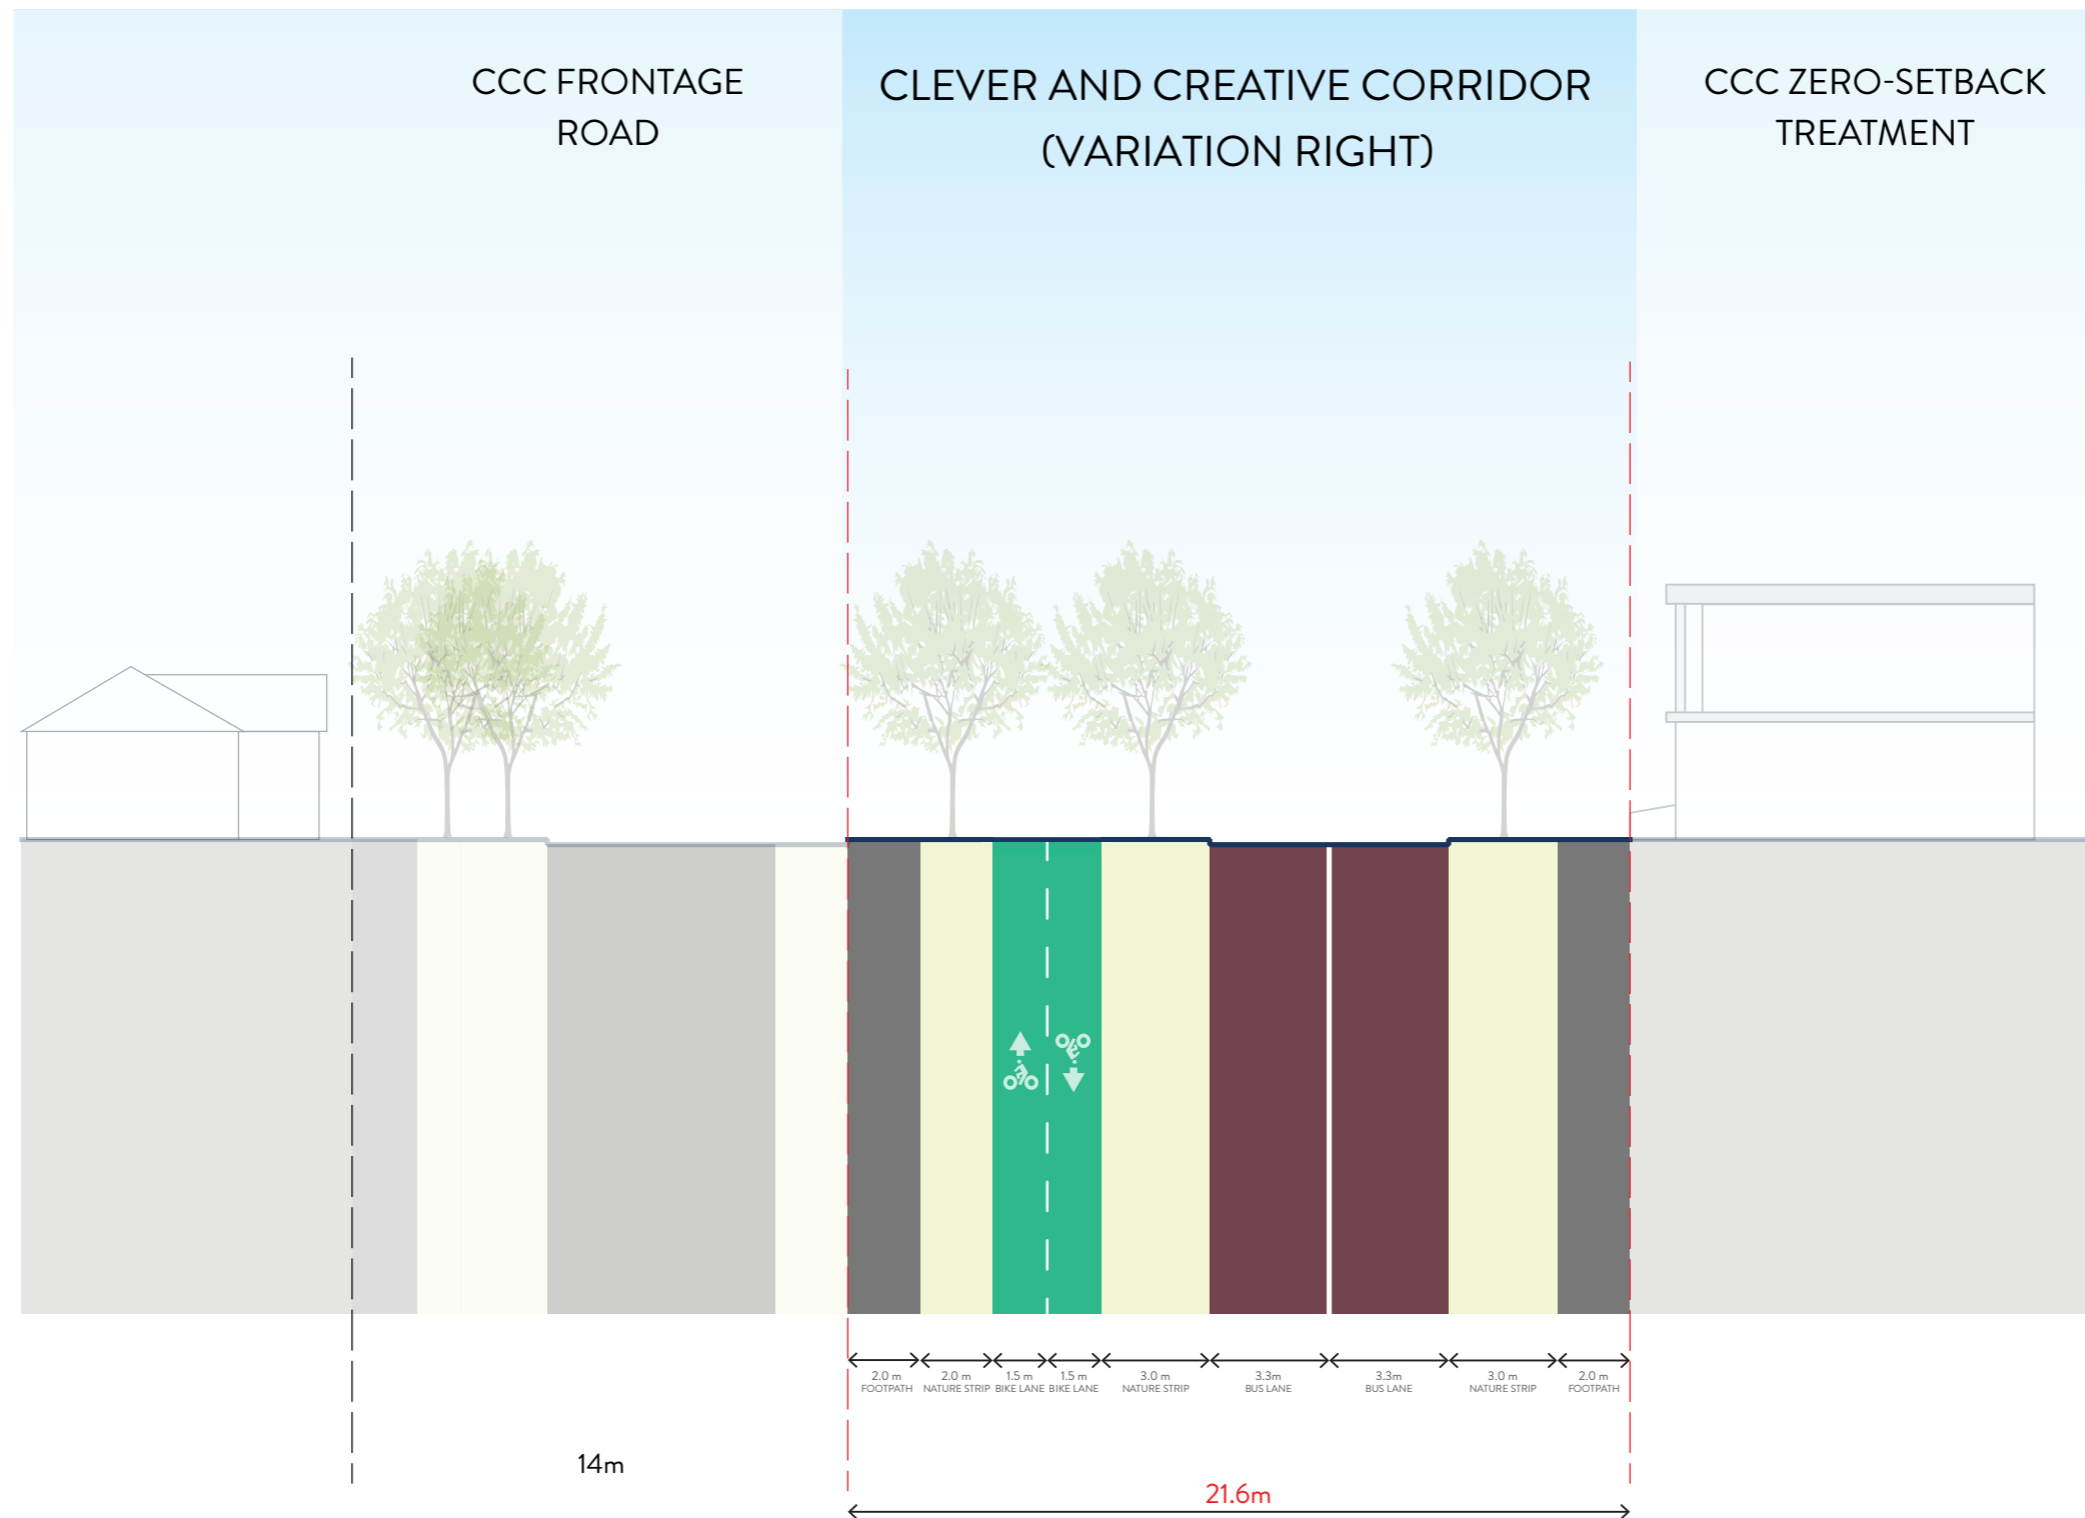 CCC FRONTAGE
ROAD
CLEVER AND CREATIVE CORRIDOR
(VARIATION RIGHT)
CCC ZERO-SETBACK
TREATMENT
2.0 m
FOOTPATH
2.0 m
NATURE STRIP
1.5 m
BIKE LANE
1.5 m
BIKE LANE
3.0 m
NATURE STRIP
3.3m
BUS LANE
3.3m
BUS LANE
3.0 m
NATURE STRIP
2.0 m
FOOTPATH
14m
21.6m